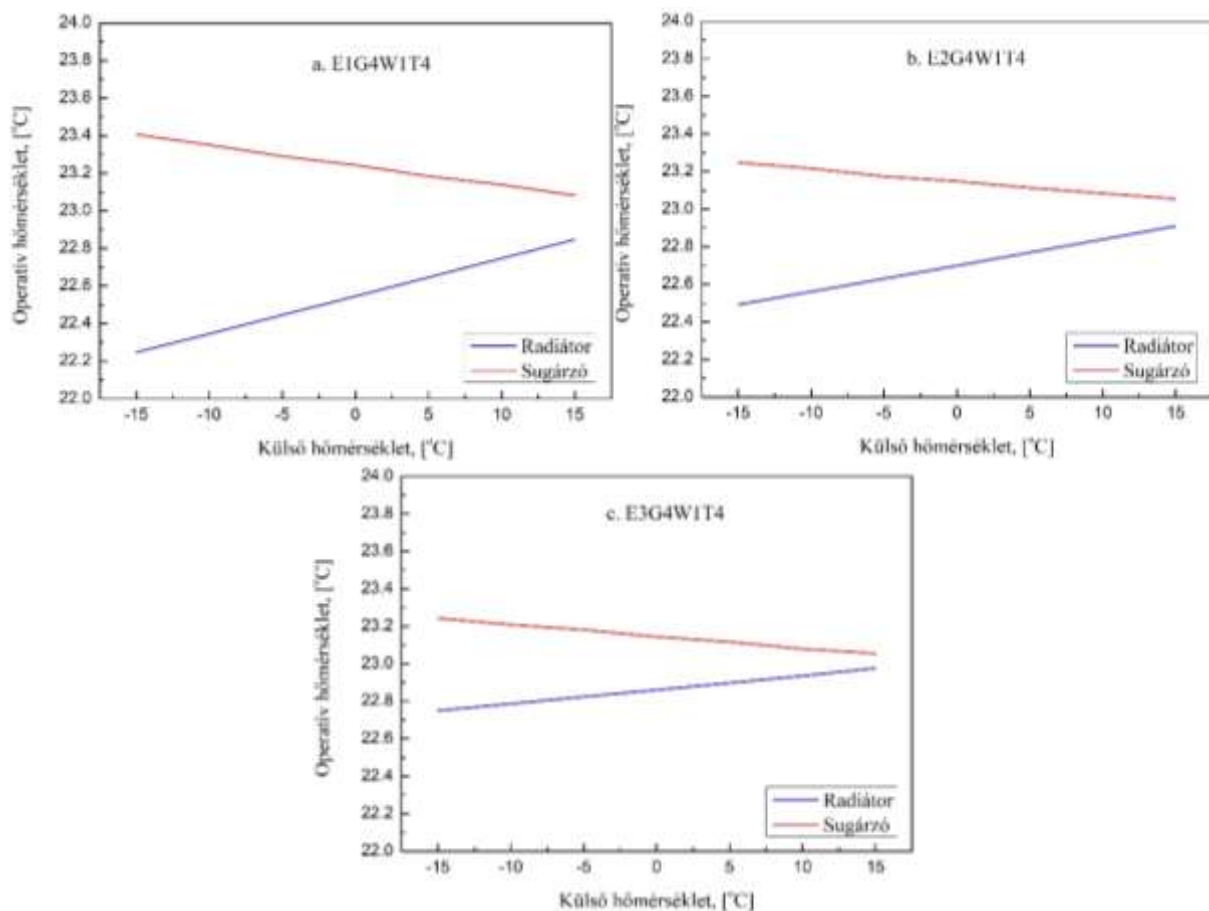 24.0
23.8
23.6
23.4
23.2
23.0
22.8
22.6
22.4
22.2
22.0
Operatív hőmérséklet, [°C]
a. E1G4W1T4
Radiátor
Sugárzó
-15 -10 -5 0 5 10 15
Külső hőmérséklet, [°C]
24.0
23.8
23.6
23.4
23.2
23.0
22.8
22.6
22.4
22.2
22.0
Operatív hőmérséklet, [°C]
b. E2G4W1T4
Radiátor
Sugárzó
-15 -10 -5 0 5 10 15
Külső hőmérséklet, [°C]
24.0
23.8
23.6
23.4
23.2
23.0
22.8
22.6
22.4
22.2
22.0
Operatív hőmérséklet, [°C]
c. E3G4W1T4
Radiátor
Sugárzó
-15 -10 -5 0 5 10 15
Külső hőmérséklet, [°C]